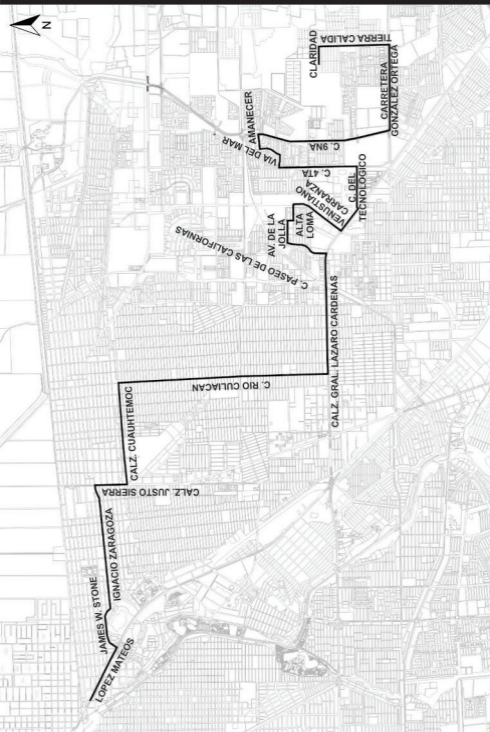 N
TIERRA CALIDA
CLARIDAD
CARRETERA
GONZALEZ ORTEGA
AMANECER
VIA DEL MAR
C. 9NA
C. 4TA
C. DEL
TECNOLOGICO
VENUSTIANO
CARRANZA
AV. DE LA
JOLLA
ALTA
LOMA
C. PASEO DE LAS CALIFORNIAS
CALZ. GRAL. LAZARO CARDENAS
C. RIO CULIACAN
CALZ. CUAUHTEMOC
CALZ. JUSTO SIERRA
IGNACIO ZARAGOZA
JAMES W. STONE
LOPEZ MATEOS